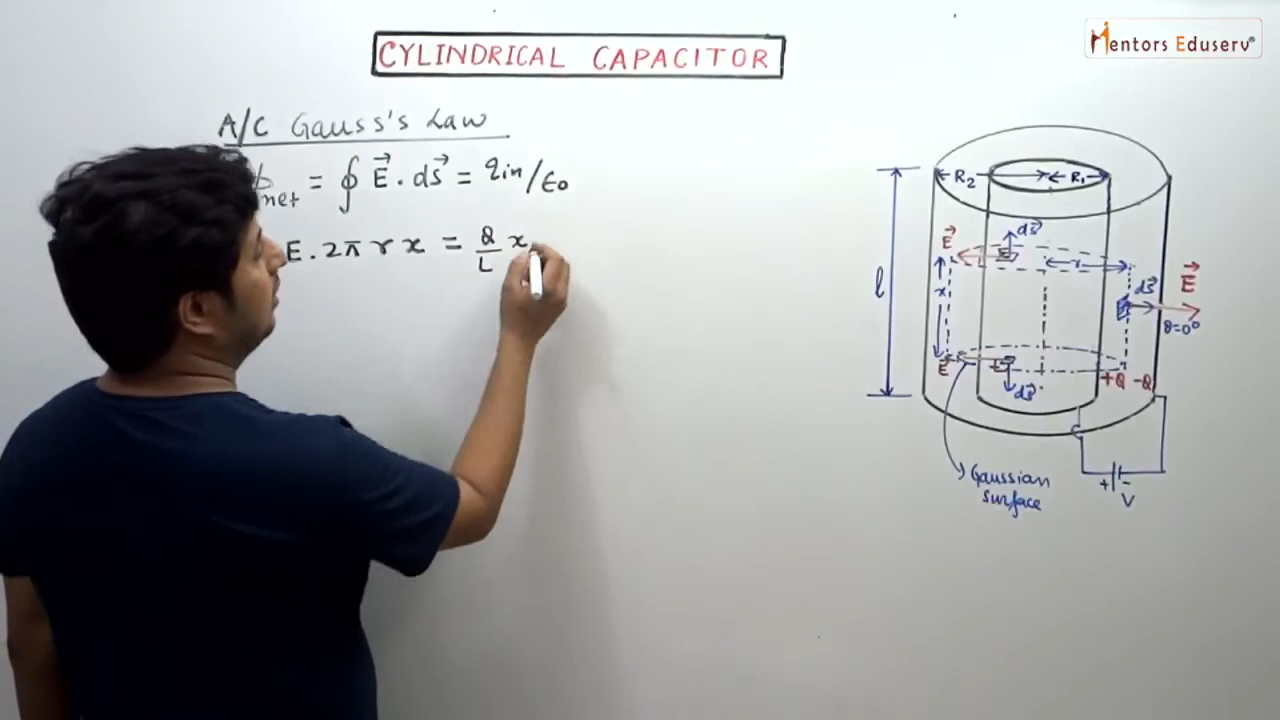 CYLINDRICAL CAPACITOR
Mentors Eduserv®
A/C Gauss's Law
net = ∮ E⃗ . ds⃗ = qin/ε0
E . 2π r x = Q/L x
R2
R1
ds⃗
E⃗
r
x
l
ds⃗
E⃗
θ=0°
E⃗
ds⃗
+Q -Q
Gaussian
surface
+ -
V